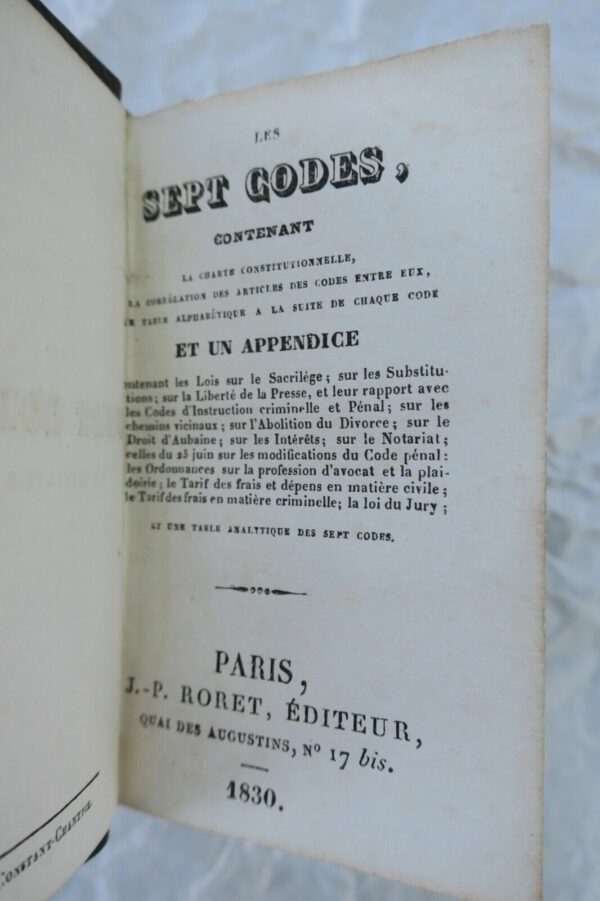 LES
SEPT CODES,
CONTENANT
LA CHARTE CONSTITUTIONNELLE,
LA CORRÉLATION DES ARTICLES DES CODES ENTRE EUX,
TABLE ALPHABÉTIQUE A LA SUITE DE CHAQUE CODE
ET UN APPENDICE
contenant les Lois sur le Sacrilége; sur les Substitu-
tions; sur la Liberté de la Presse, et leur rapport avec
les Codes d'Instruction criminelle et Pénal; sur les
chemins vicinaux; sur l'Abolition du Divorce; sur le
Droit d'Aubaine; sur les Intérêts; sur le Notariat;
celles du 25 juin sur les modifications du Code pénal:
les Ordonnances sur la profession d'avocat et la plai-
doirie; le Tarif des frais et dépens en matière civile;
le Tarif des frais en matière criminelle; la loi du Jury;
ET UNE TABLE ANALYTIQUE DES SEPT CODES.
PARIS,
J.-P. RORET, ÉDITEUR,
QUAI DES AUGUSTINS, Nº 17 bis.
1830.
CONSTANT-CHANTPIE